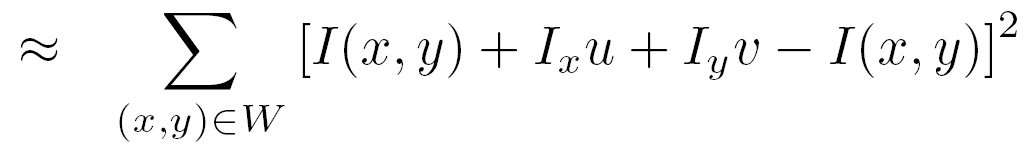 ≈ ∑_{(x,y)∈W} [I(x, y) + I_x u + I_y v − I(x, y)]^2